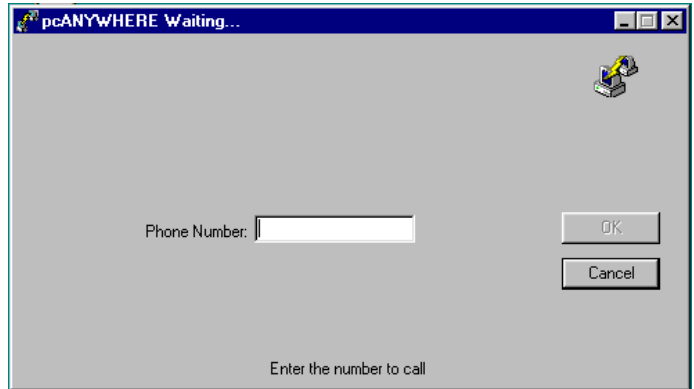 pcANYWHERE Waiting...
Phone Number:
OK
Cancel
Enter the number to call